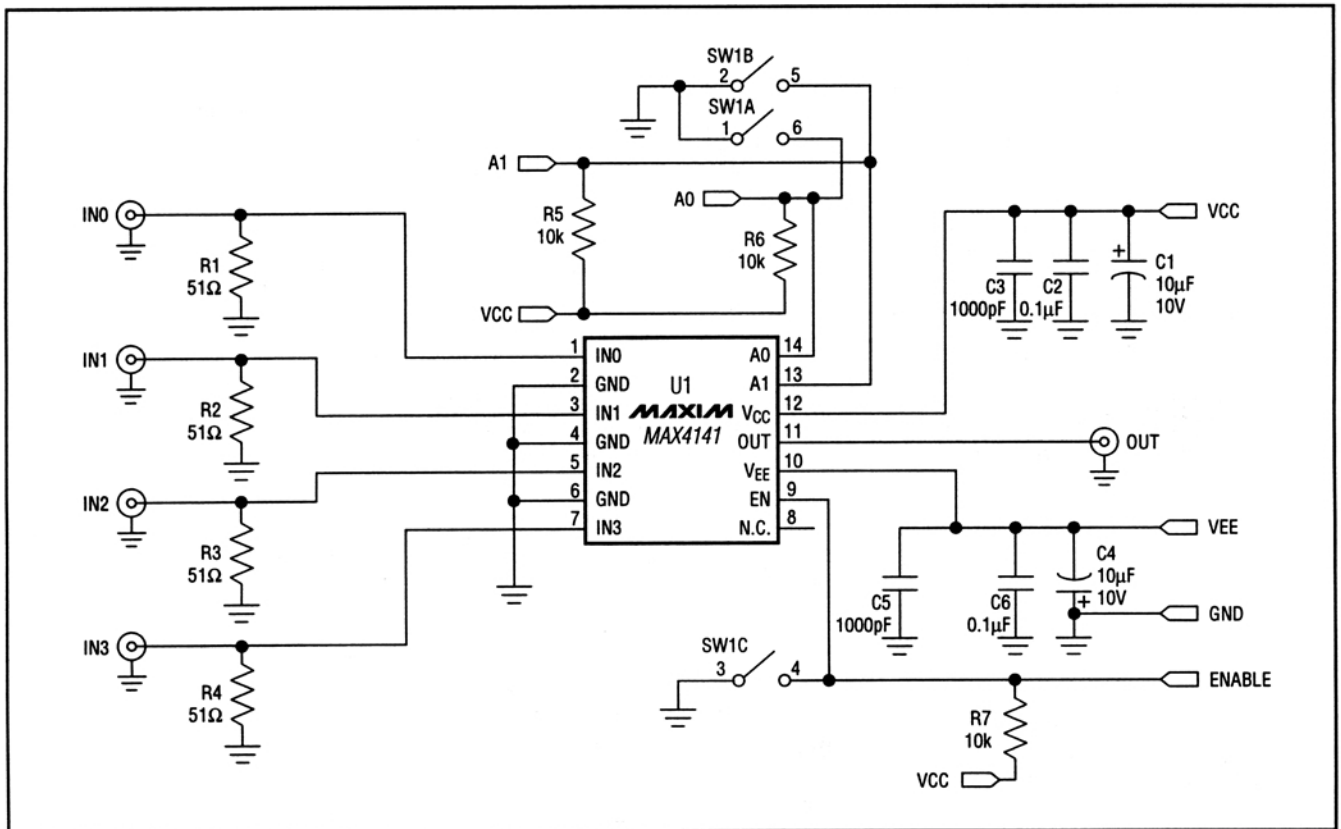 SW1B
2
5
SW1A
1
6
A1
A0
IN0
R1
51Ω
R5
10k
R6
10k
VCC
VCC
C3
1000pF
C2
0.1µF
C1
+
10µF
10V
IN1
R2
51Ω
IN2
R3
51Ω
IN3
R4
51Ω
1
IN0
2
GND
3
IN1
4
GND
5
IN2
6
GND
7
IN3
U1
MAXIM
MAX4141
A0
14
A1
13
VCC
12
OUT
11
VEE
10
EN
9
N.C.
8
OUT
VEE
C5
1000pF
C6
0.1µF
C4
10µF
+
10V
GND
SW1C
3
4
ENABLE
R7
10k
VCC